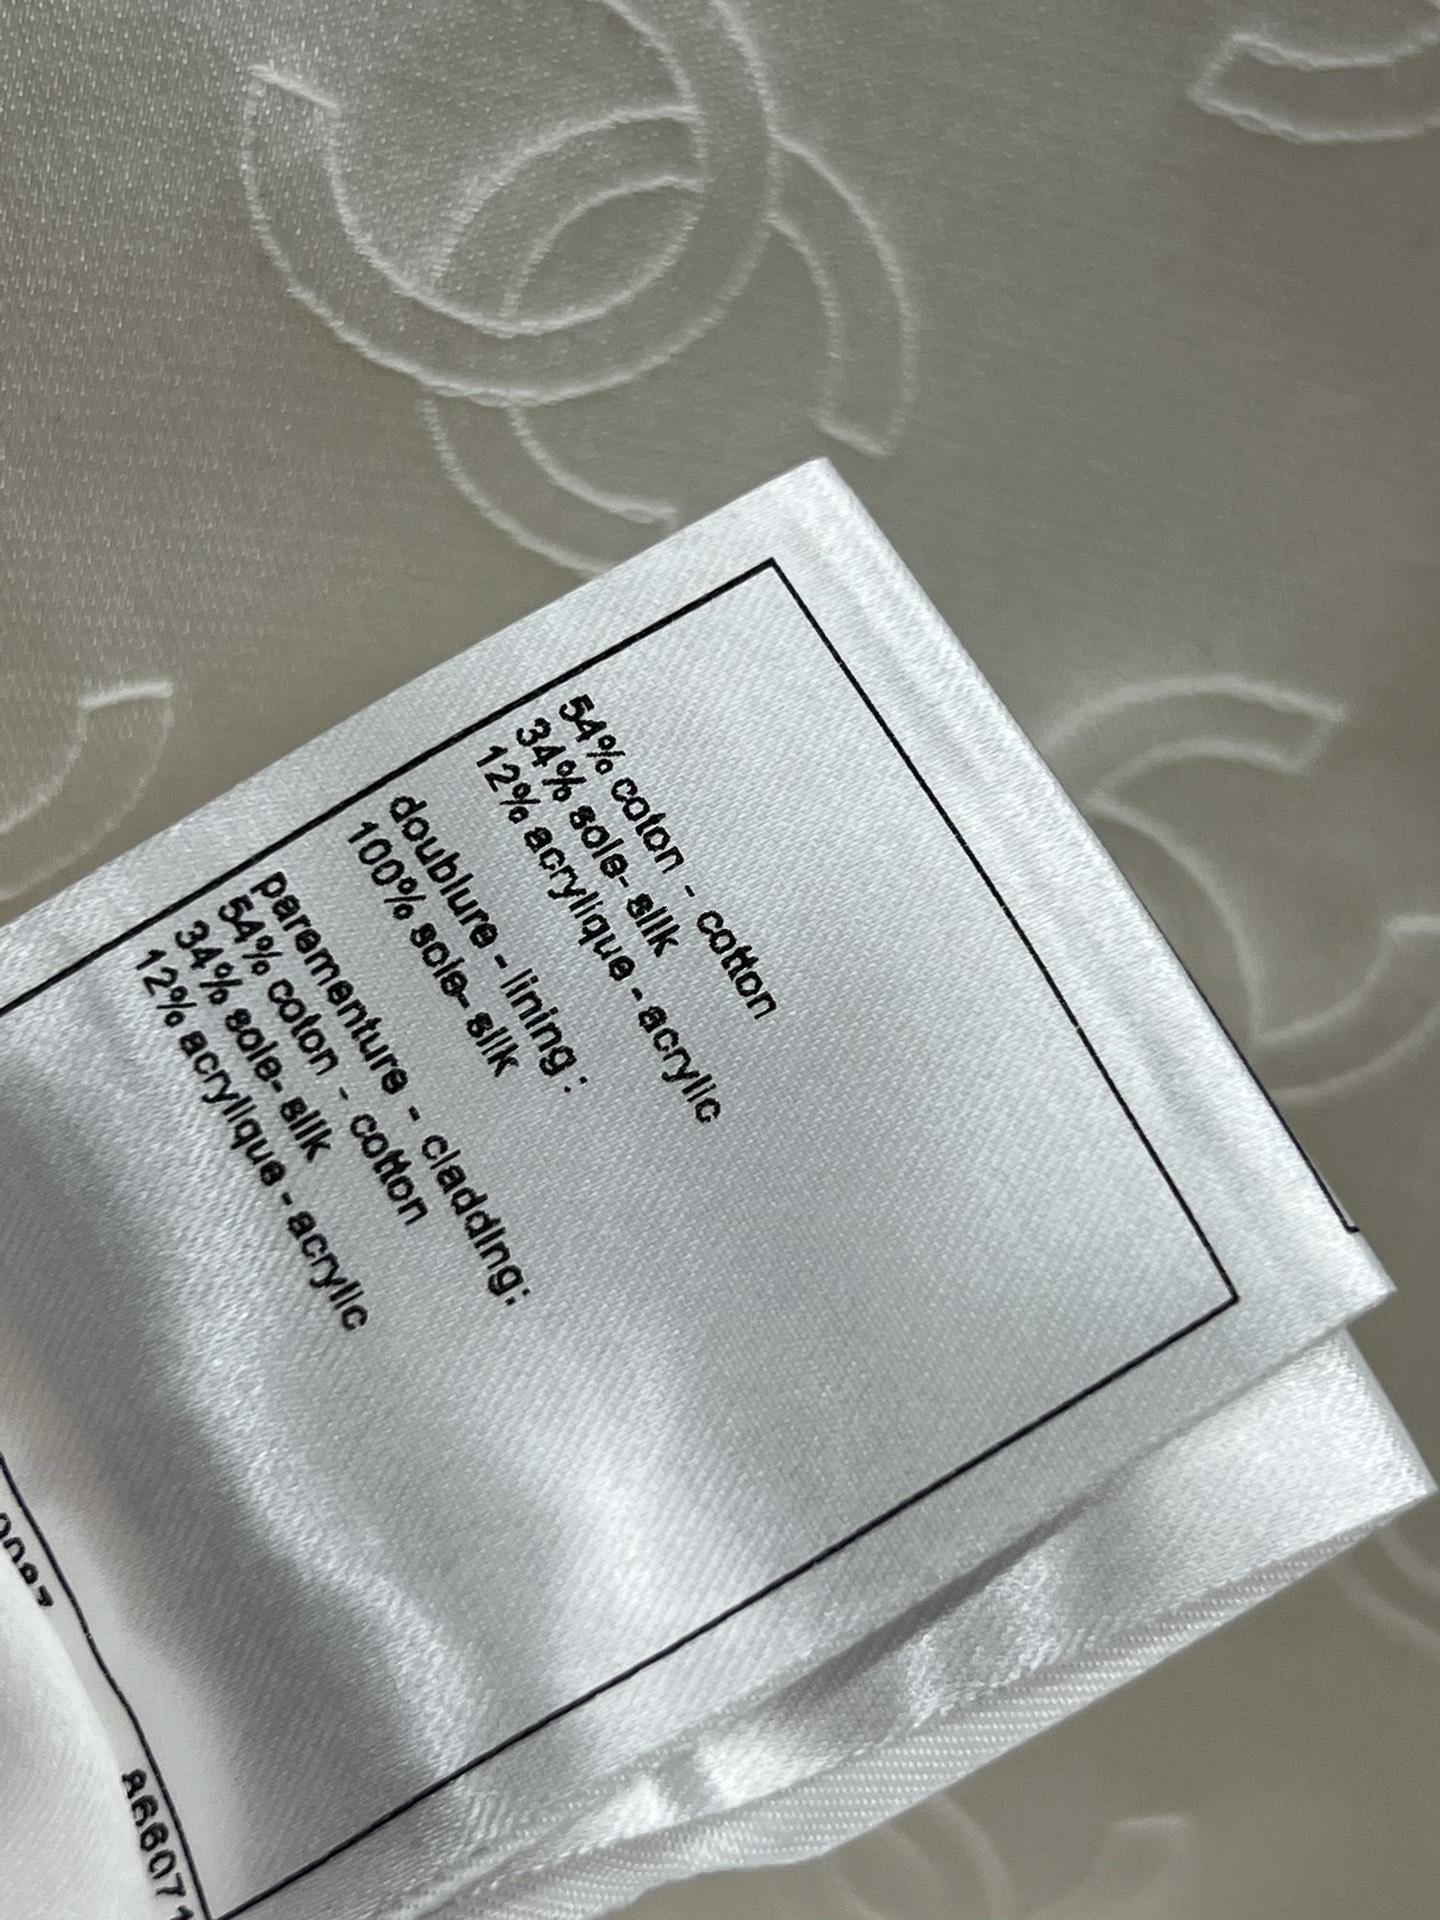 54% coton - cotton
34% soie- silk
12% acrylique - acrylic
doublure - lining :
100% soie- silk
parementure - cladding:
54% coton - cotton
34% soie- silk
12% acrylique - acrylic